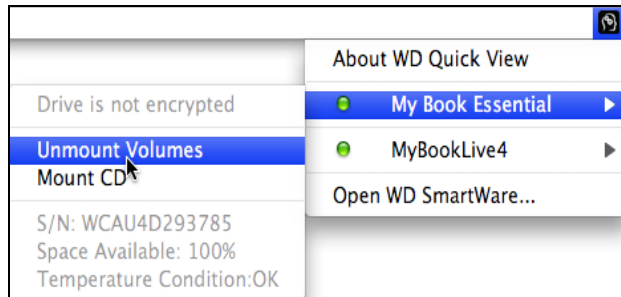 About WD Quick View
My Book Essential
MyBookLive4
Open WD SmartWare...
Drive is not encrypted
Unmount Volumes
Mount CD
S/N: WCAU4D293785
Space Available: 100%
Temperature Condition:OK